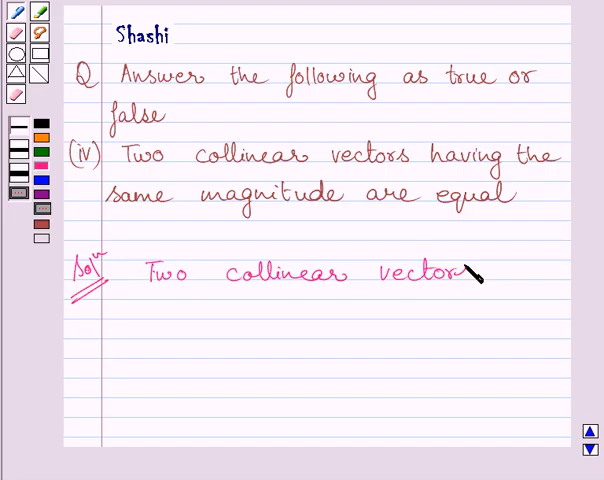 Shashi
Q Answer the following as true or
false
(iv) Two collinear vectors having the
same magnitude are equal
Solⁿ Two collinear vector